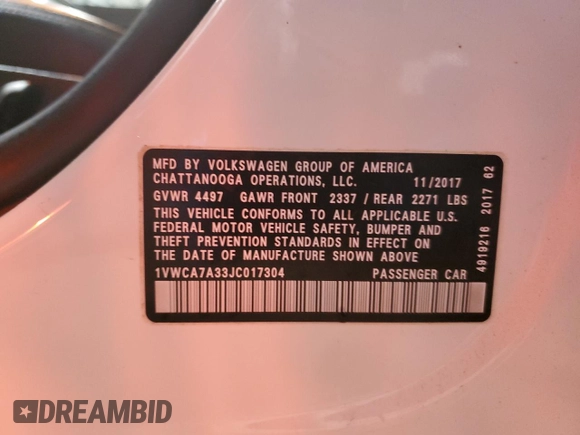 MFD BY VOLKSWAGEN GROUP OF AMERICA
CHATTANOOGA OPERATIONS, LLC. 11/2017
GVWR 4497 GAWR FRONT 2337 / REAR 2271 LBS
THIS VEHICLE CONFORMS TO ALL APPLICABLE U.S.
FEDERAL MOTOR VEHICLE SAFETY, BUMPER AND
THEFT PREVENTION STANDARDS IN EFFECT ON
THE DATE OF MANUFACTURE SHOWN ABOVE
1VWCA7A33JC017304 PASSENGER CAR
4919216 2017 62
DREAMBID